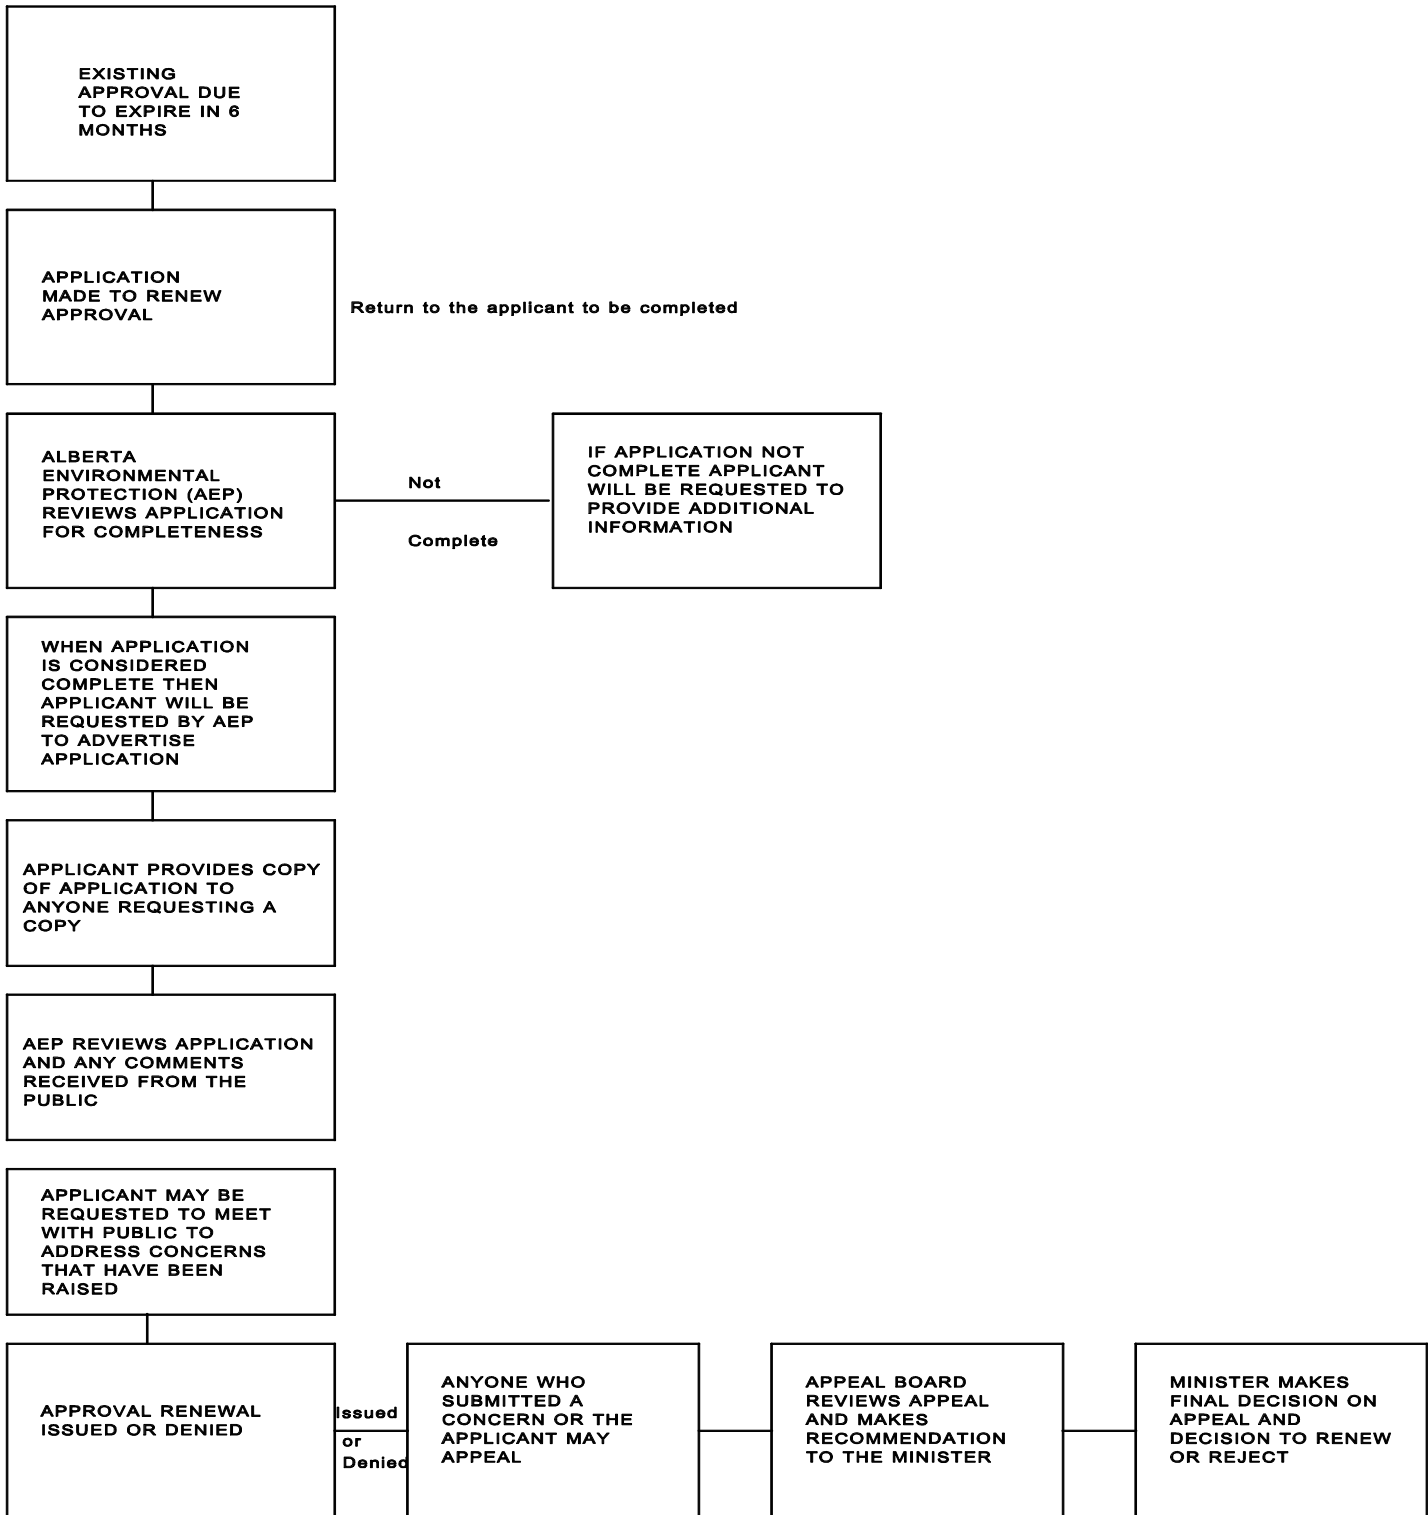 EXISTING
APPROVAL DUE
TO EXPIRE IN 6
MONTHS
APPLICATION
MADE TO RENEW
APPROVAL
Return to the applicant to be completed
ALBERTA
ENVIRONMENTAL
PROTECTION (AEP)
REVIEWS APPLICATION
FOR COMPLETENESS
Not
Complete
IF APPLICATION NOT
COMPLETE APPLICANT
WILL BE REQUESTED TO
PROVIDE ADDITIONAL
INFORMATION
WHEN APPLICATION
IS CONSIDERED
COMPLETE THEN
APPLICANT WILL BE
REQUESTED BY AEP
TO ADVERTISE
APPLICATION
APPLICANT PROVIDES COPY
OF APPLICATION TO
ANYONE REQUESTING A
COPY
AEP REVIEWS APPLICATION
AND ANY COMMENTS
RECEIVED FROM THE
PUBLIC
APPLICANT MAY BE
REQUESTED TO MEET
WITH PUBLIC TO
ADDRESS CONCERNS
THAT HAVE BEEN
RAISED
APPROVAL RENEWAL
ISSUED OR DENIED
Issued
or
Denied
ANYONE WHO
SUBMITTED A
CONCERN OR THE
APPLICANT MAY
APPEAL
APPEAL BOARD
REVIEWS APPEAL
AND MAKES
RECOMMENDATION
TO THE MINISTER
MINISTER MAKES
FINAL DECISION ON
APPEAL AND
DECISION TO RENEW
OR REJECT